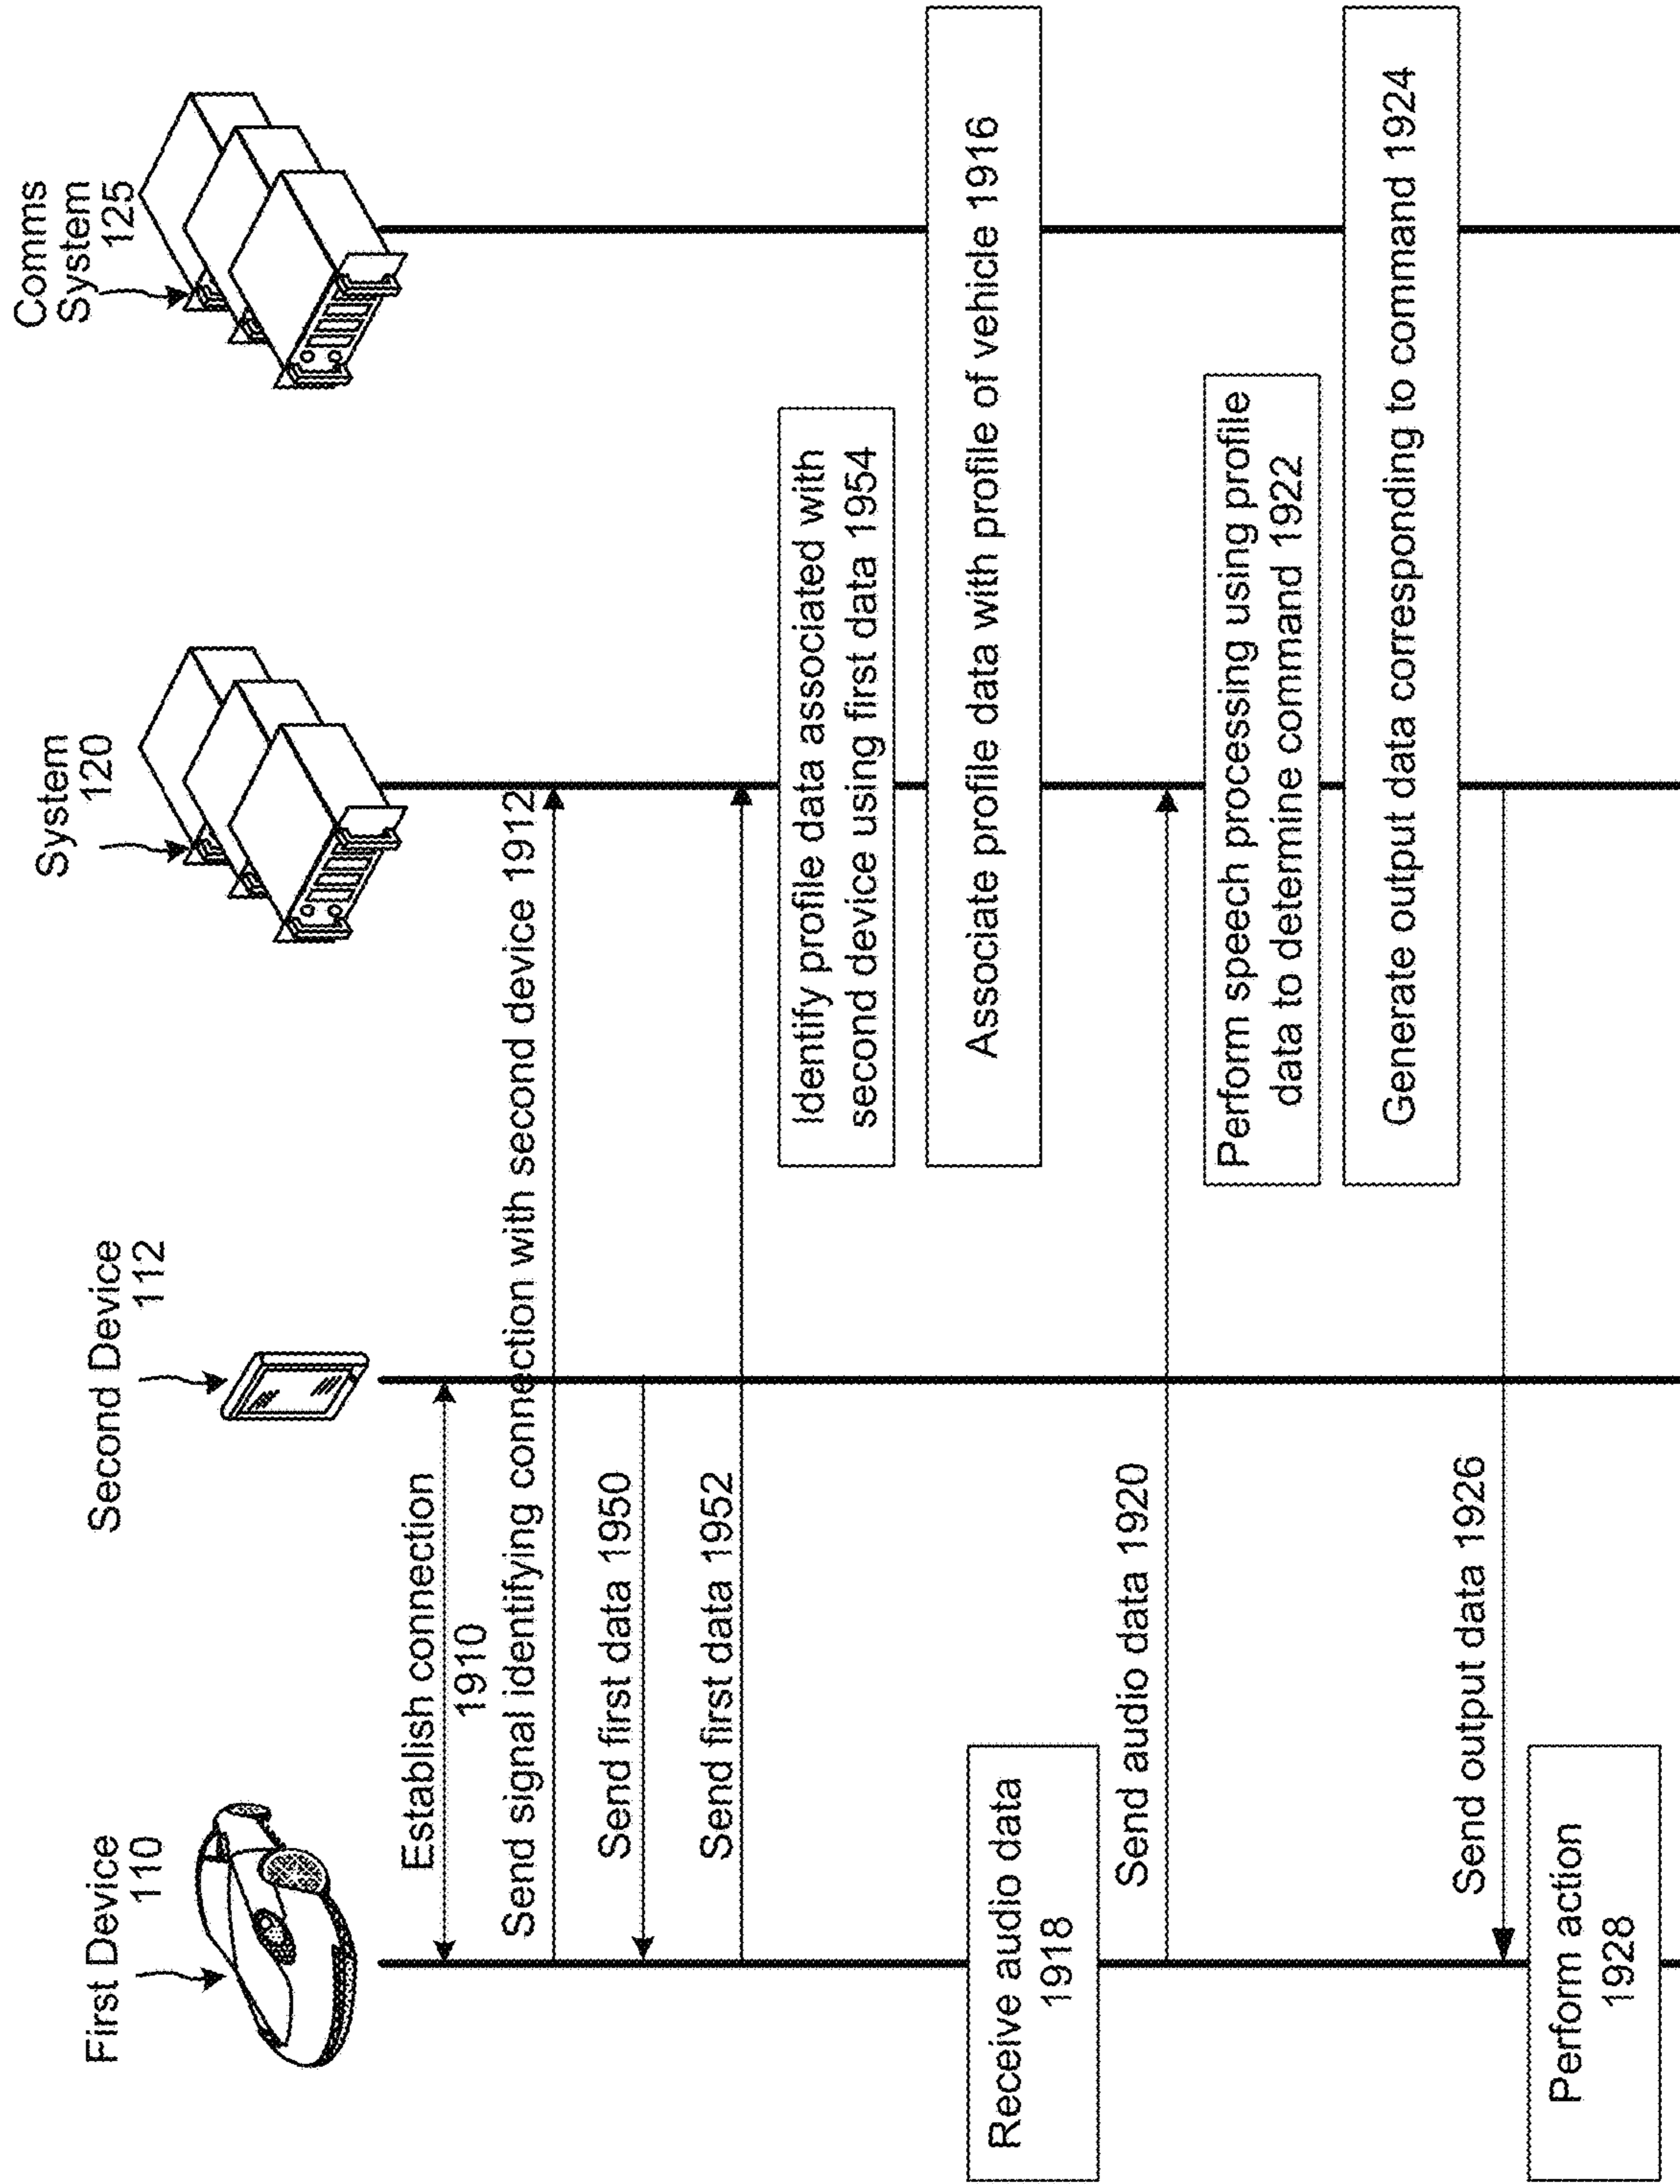 First Device
110
Second Device
112
System
120
Comms
System
125
Establish connection
1910
Send signal identifying connection with second device 1912
Send first data 1950
Send first data 1952
Identify profile data associated with
second device using first data 1954
Associate profile data with profile of vehicle 1916
Receive audio data
1918
Send audio data 1920
Perform speech processing using profile
data to determine command 1922
Generate output data corresponding to command 1924
Send output data 1926
Perform action
1928